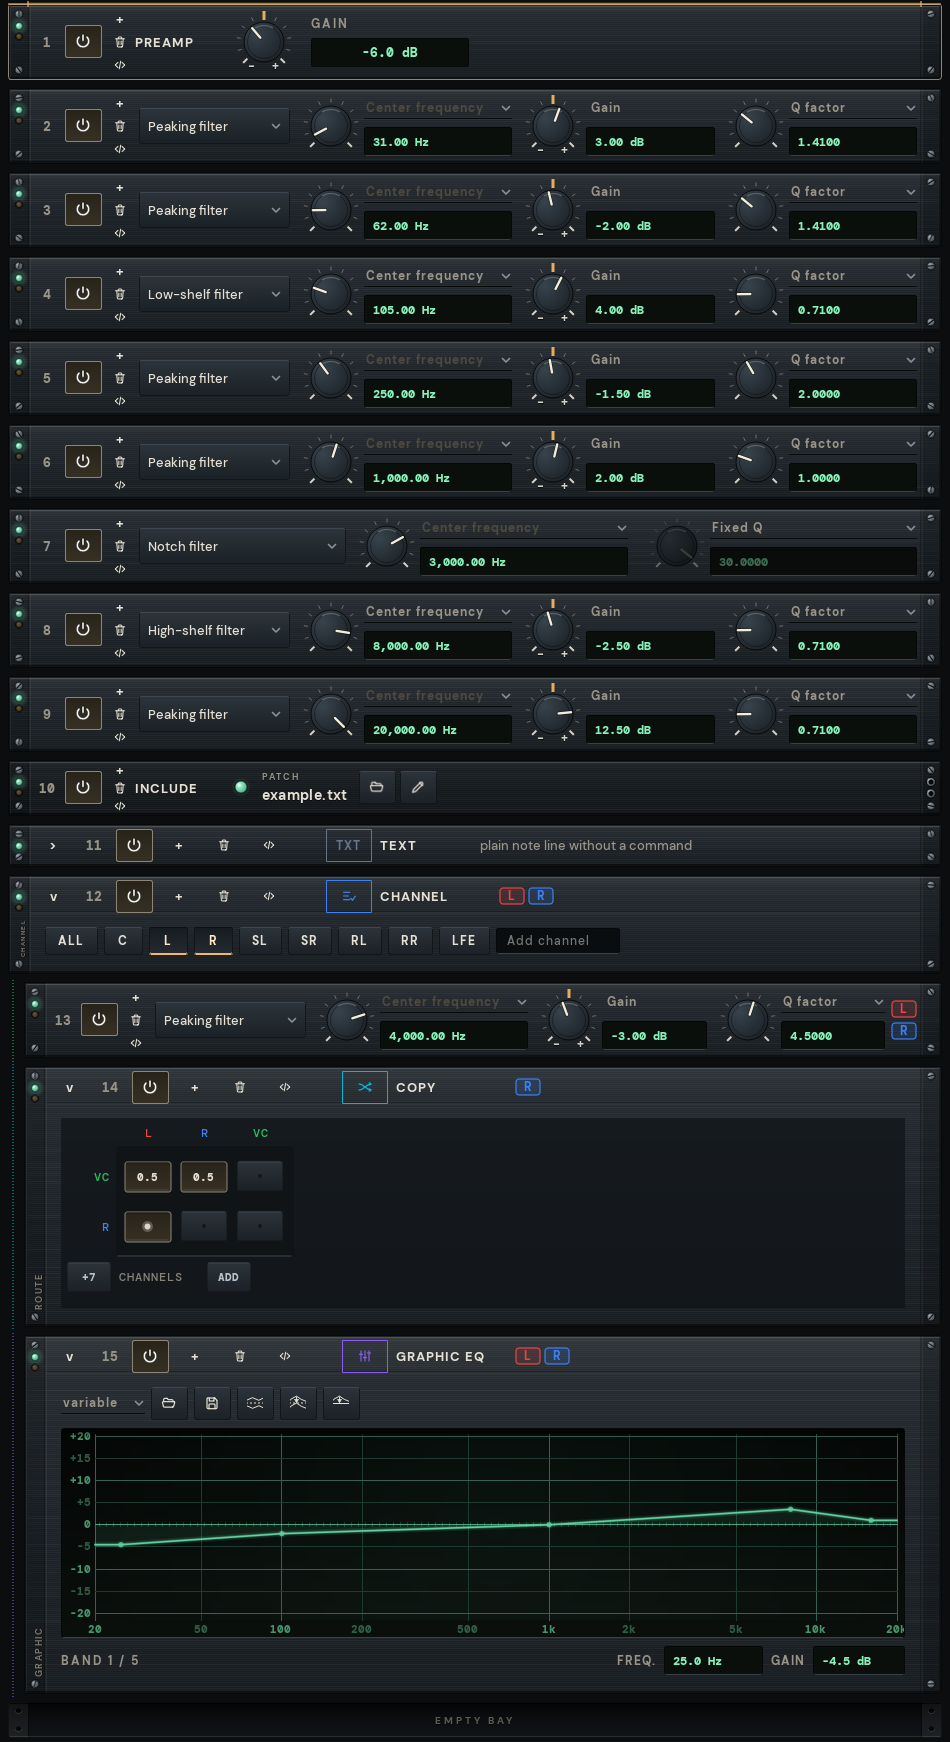 GAIN
1 PREAMP -6.0 dB
- +
Center frequency Gain Q factor
2 Peaking filter 31.00 Hz 3.00 dB 1.4100
- +
Center frequency Gain Q factor
3 Peaking filter 62.00 Hz -2.00 dB 1.4100
- +
Center frequency Gain Q factor
4 Low-shelf filter 105.00 Hz 4.00 dB 0.7100
- +
Center frequency Gain Q factor
5 Peaking filter 250.00 Hz -1.50 dB 2.0000
- +
Center frequency Gain Q factor
6 Peaking filter 1,000.00 Hz 2.00 dB 1.0000
- +
Center frequency Fixed Q
7 Notch filter 3,000.00 Hz 30.0000
Center frequency Gain Q factor
8 High-shelf filter 8,000.00 Hz -2.50 dB 0.7100
- +
Center frequency Gain Q factor
9 Peaking filter 20,000.00 Hz 12.50 dB 0.7100
- +
PATCH
10 INCLUDE example.txt
> 11 + </> TXT TEXT plain note line without a command
v 12 + </> CHANNEL L R
CHANNEL
ALL C L R SL SR RL RR LFE Add channel
Center frequency Gain Q factor L
13 Peaking filter 4,000.00 Hz -3.00 dB 4.5000 R
- +
v 14 + </> COPY R
L R VC
VC 0.5 0.5
R
+7 CHANNELS ADD
ROUTE
v 15 + </> GRAPHIC EQ L R
variable
+20
+15
+10
+5
0
-5
-10
-15
-20
20 50 100 200 500 1k 2k 5k 10k 20k
GRAPHIC
BAND 1 / 5 FREQ. 25.0 Hz GAIN -4.5 dB
EMPTY BAY